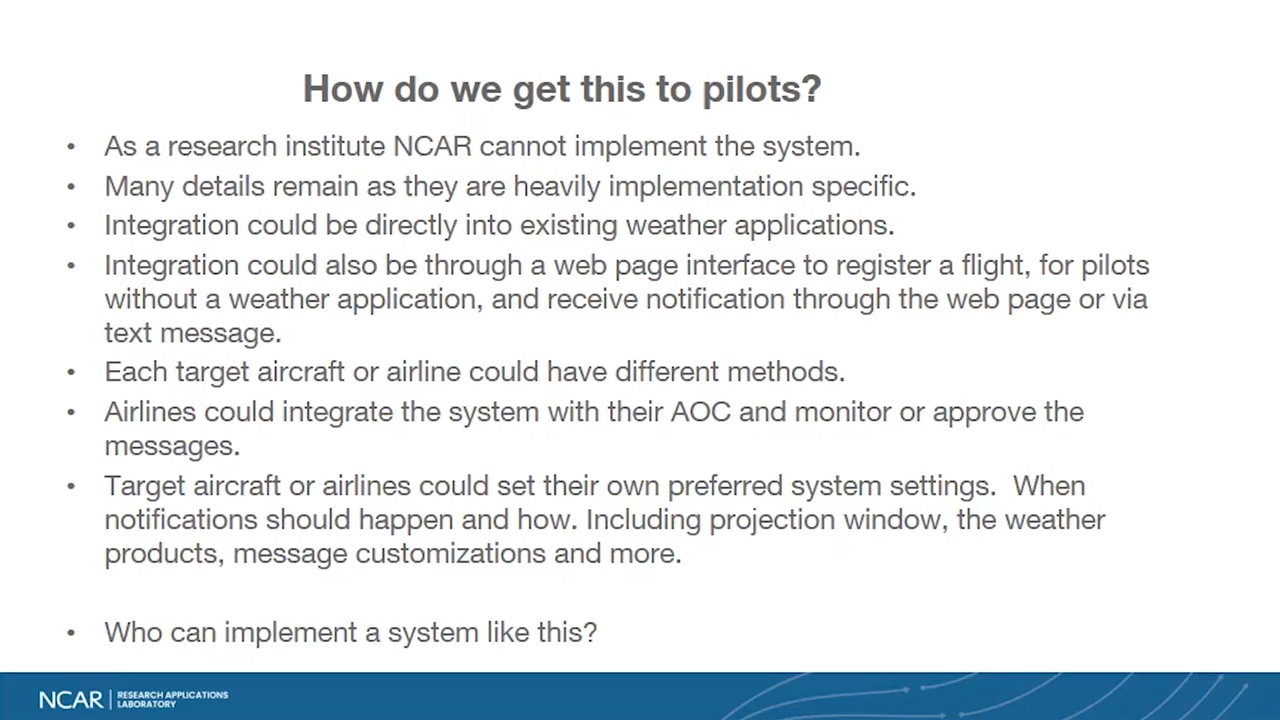 How do we get this to pilots?
• As a research institute NCAR cannot implement the system.
• Many details remain as they are heavily implementation specific.
• Integration could be directly into existing weather applications.
• Integration could also be through a web page interface to register a flight, for pilots
without a weather application, and receive notification through the web page or via
text message.
• Each target aircraft or airline could have different methods.
• Airlines could integrate the system with their AOC and monitor or approve the
messages.
• Target aircraft or airlines could set their own preferred system settings.  When
notifications should happen and how. Including projection window, the weather
products, message customizations and more.
• Who can implement a system like this?
NCAR | RESEARCH APPLICATIONS
LABORATORY